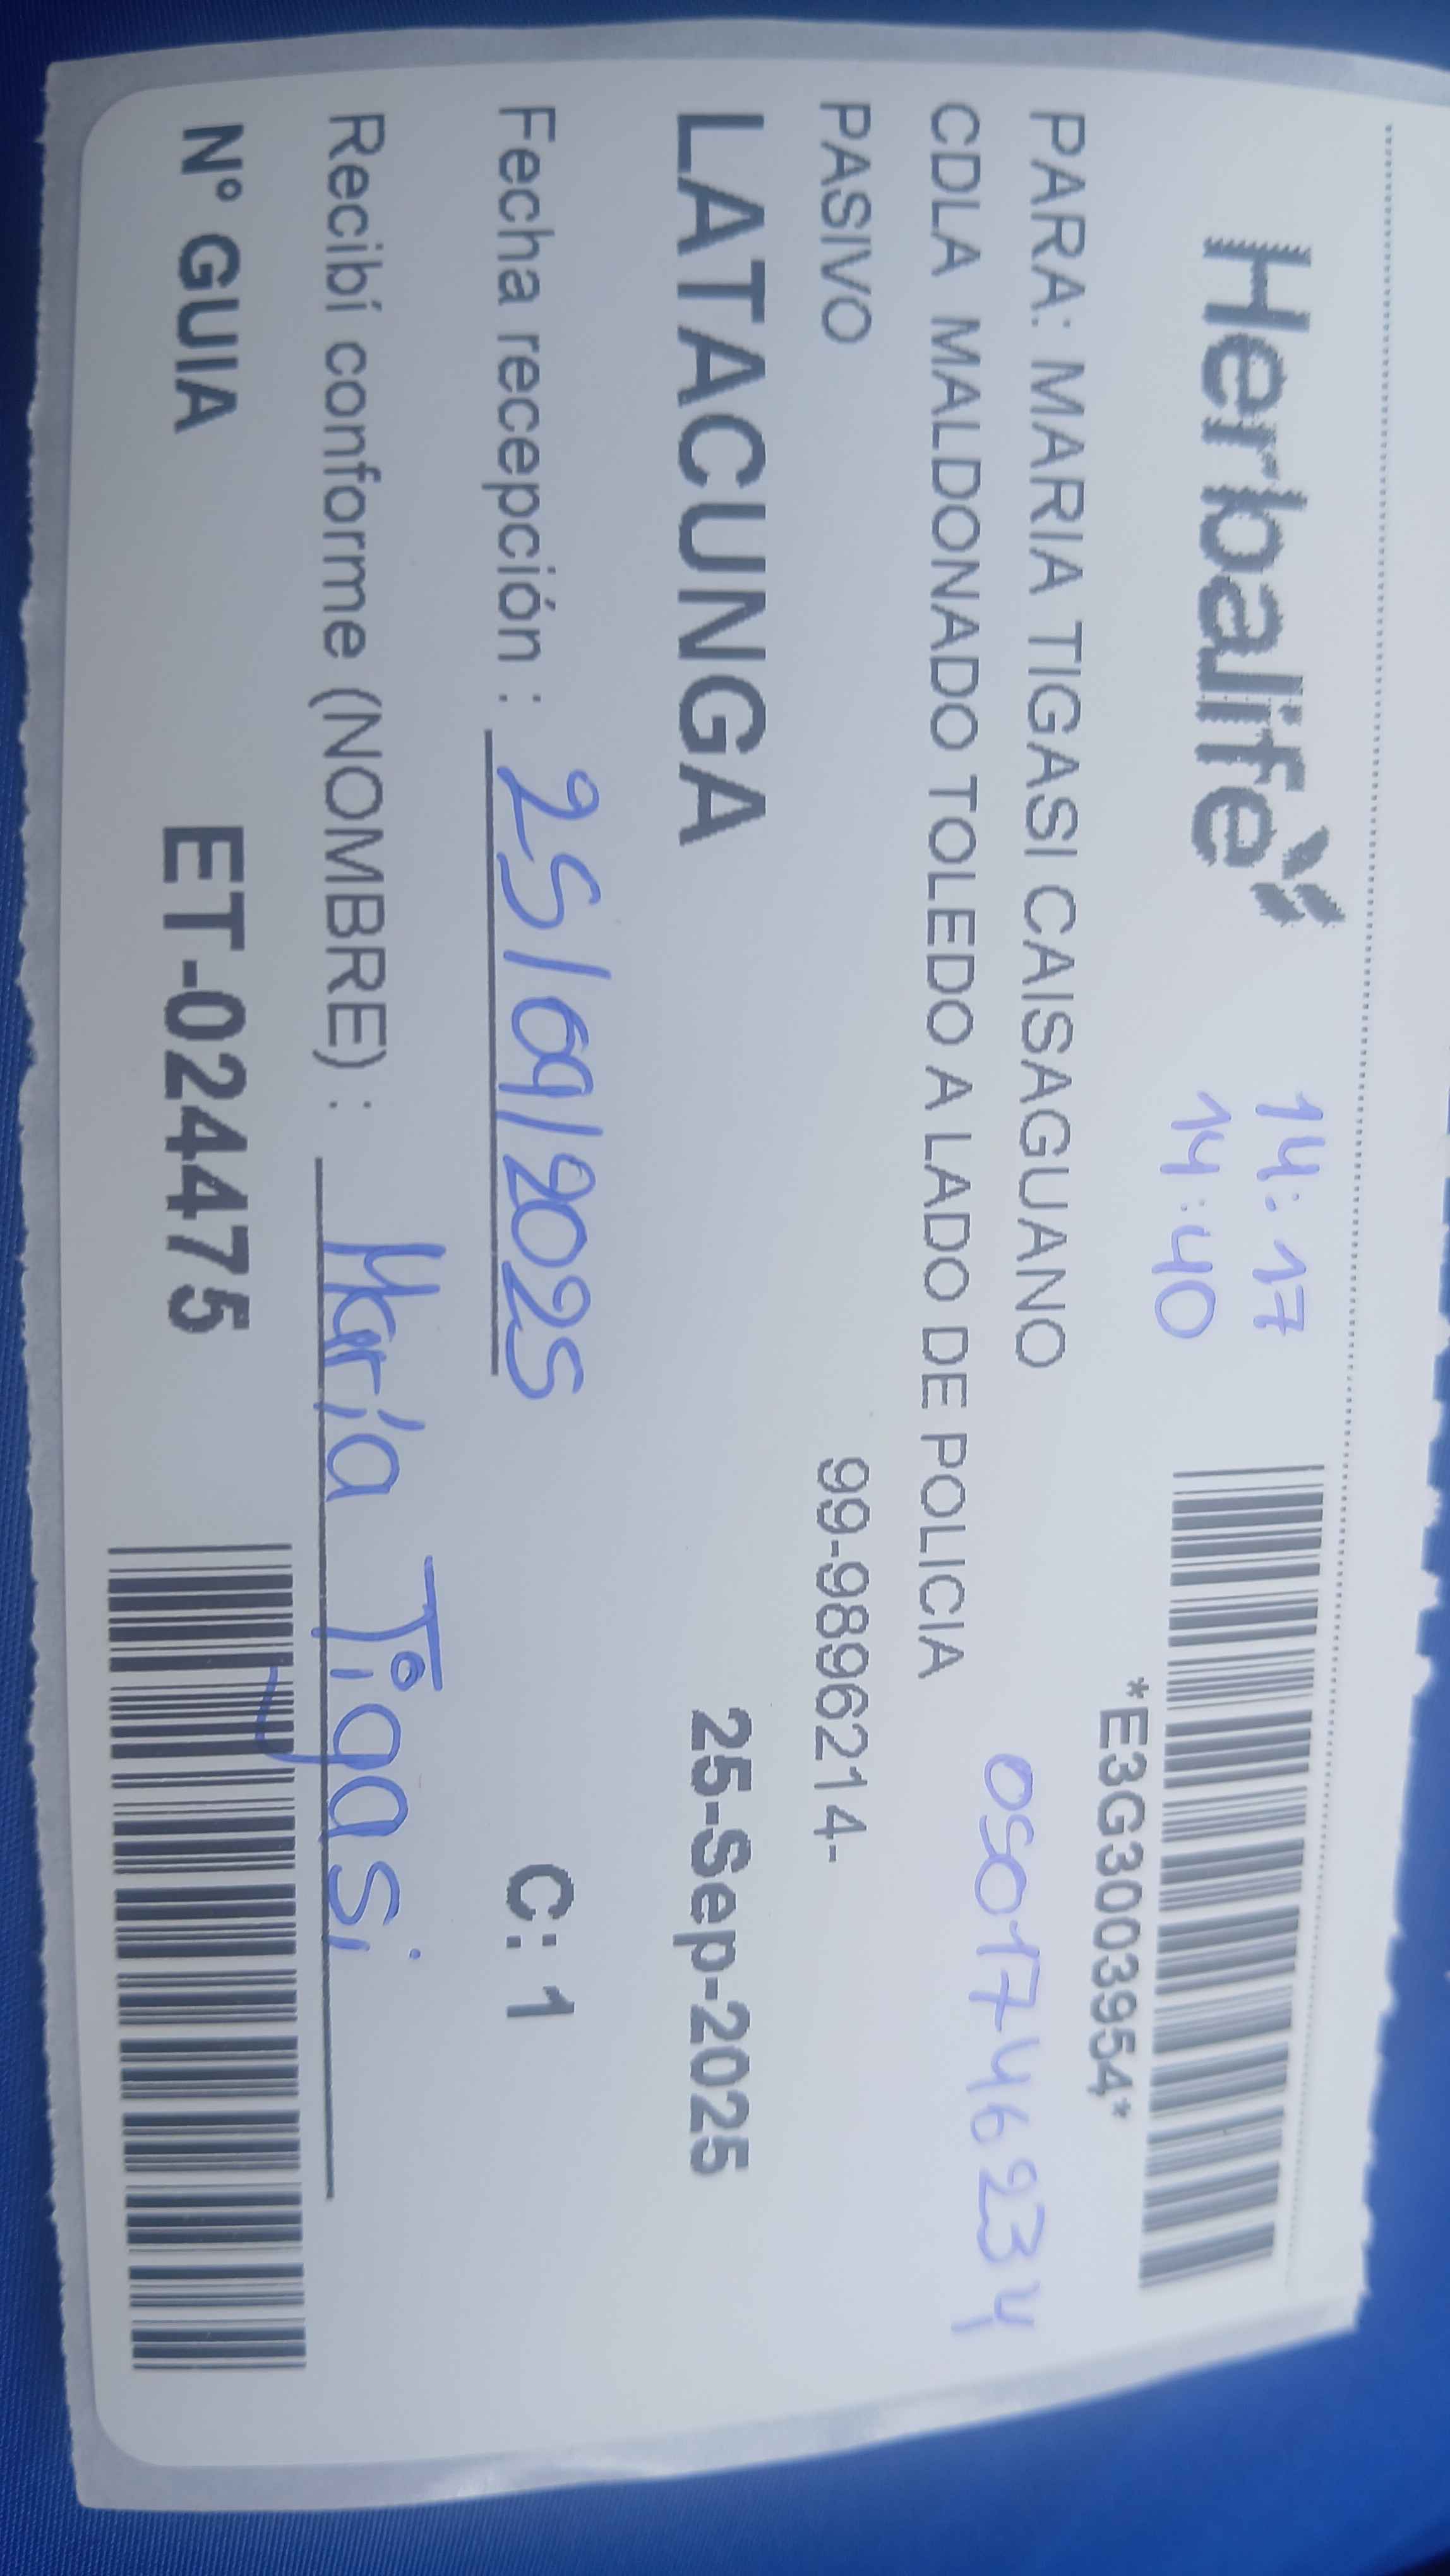 Herbalife
14:17
14:40
*E3G3003954*
PARA: MARIA TIGASI CAISAGUANO
0501746234
CDLA MALDONADO TOLEDO A LADO DE POLICIA
PASIVO 99-9896214-
LATACUNGA 25-Sep-2025
Fecha recepción : 25/09/2025 C: 1
Recibí conforme (NOMBRE) : María Tigasi
N° GUIA ET-024475